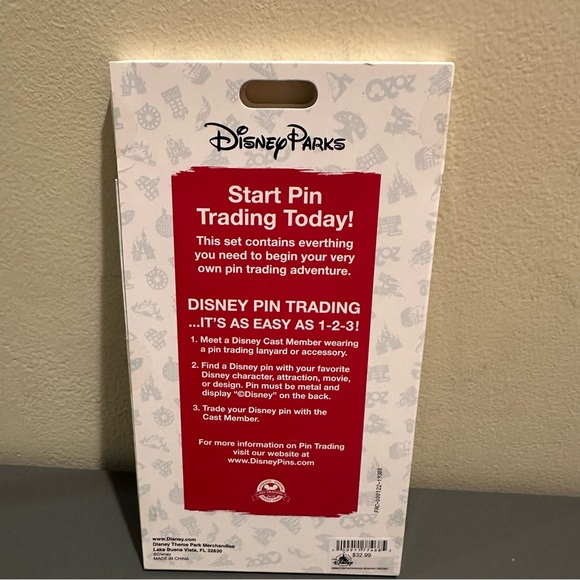 Disney Parks
Start Pin
Trading Today!
This set contains everthing
you need to begin your very
own pin trading adventure.
DISNEY PIN TRADING
...IT'S AS EASY AS 1-2-3!
1. Meet a Disney Cast Member wearing
a pin trading lanyard or accessory.
2. Find a Disney pin with your favorite
Disney character, attraction, movie,
or design. Pin must be metal and
display "©Disney" on the back.
3. Trade your Disney pin with the
Cast Member.
For more information on Pin Trading
visit our website at
www.DisneyPins.com
www.Disney.com
Disney Theme Park Merchandise
Lake Buena Vista, FL 32830
©Disney
MADE IN CHINA
$32.99
Disney
2020